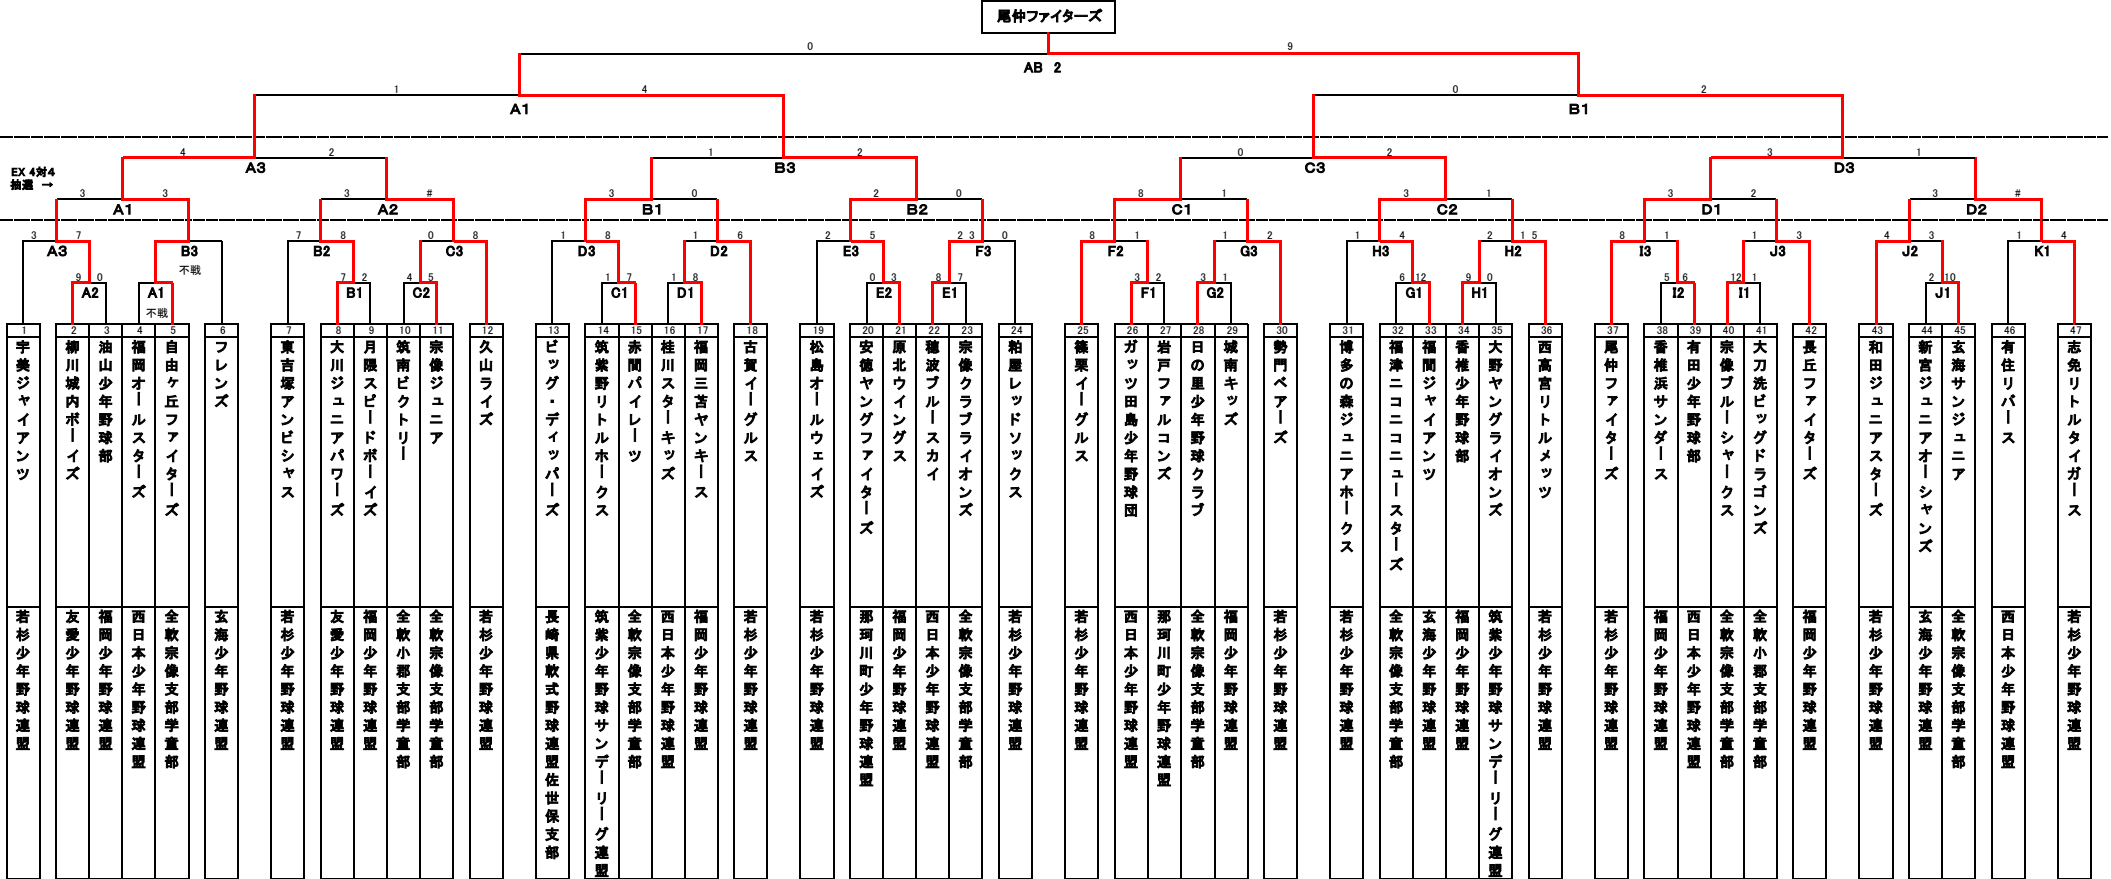 尾仲ファイターズ
0 9
AB 2
1 4 0 2
A1 B1
4 2 1 2 0 2 3 1
A3 B3 C3 D3
EX 4対4
抽選 →
3 3 3 # 3 0 2 0 8 1 3 1 3 2 3 #
A1 A2 B1 B2 C1 C2 D1 D2
3 7 7 8 0 8 1 8 1 6 2 5 2 3 0 8 1 1 2 1 4 2 1 5 8 1 1 3 4 3 1 4
A3 B3 B2 C3 D3 D2 E3 F3 F2 G3 H3 H2 I3 J3 J2 K1
不戦
9 0 7 2 4 5 1 7 1 8 0 3 8 7 3 2 3 1 6 12 9 0 5 6 12 1 2 10
A2 A1 B1 C2 C1 D1 E2 E1 F1 G2 G1 H1 I2 I1 J1
不戦
1 宇美ジャイアンツ 若杉少年野球連盟
2 柳川城内ボーイズ 友愛少年野球連盟
3 油山少年野球部 福岡少年野球連盟
4 福岡オールスターズ 西日本少年野球連盟
5 自由ヶ丘ファイターズ 全軟宗像支部学童部
6 フレンズ 玄海少年野球連盟
7 東吉塚アンビシャス 若杉少年野球連盟
8 大川ジュニアパワーズ 友愛少年野球連盟
9 月隈スピードボーイズ 福岡少年野球連盟
10 筑南ビクトリー 全軟小郡支部学童部
11 宗像ジュニア 全軟宗像支部学童部
12 久山ライズ 若杉少年野球連盟
13 ビッグ・ディッパーズ 長崎県軟式野球連盟佐世保支部
14 筑紫野リトルホークス 筑紫少年野球サンデーリーグ連盟
15 赤間パイレーツ 全軟宗像支部学童部
16 桂川スターキッズ 西日本少年野球連盟
17 福岡三苫ヤンキース 福岡少年野球連盟
18 古賀イーグルス 若杉少年野球連盟
19 松島オールウェイズ 若杉少年野球連盟
20 安徳ヤングファイターズ 那珂川町少年野球連盟
21 原北ウイングス 福岡少年野球連盟
22 穂波ブルースカイ 西日本少年野球連盟
23 宗像クラブライオンズ 全軟宗像支部学童部
24 粕屋レッドソックス 若杉少年野球連盟
25 篠栗イーグルス 若杉少年野球連盟
26 ガッツ田島少年野球団 西日本少年野球連盟
27 岩戸ファルコンズ 那珂川町少年野球連盟
28 日の里少年野球クラブ 全軟宗像支部学童部
29 城南キッズ 福岡少年野球連盟
30 勢門ベアーズ 若杉少年野球連盟
31 博多の森ジュニアホークス 若杉少年野球連盟
32 福津ニコニコニュースターズ 全軟宗像支部学童部
33 福間ジャイアンツ 玄海少年野球連盟
34 香椎少年野球部 福岡少年野球連盟
35 大野ヤングライオンズ 筑紫少年野球サンデーリーグ連盟
36 西高宮リトルメッツ 若杉少年野球連盟
37 尾仲ファイターズ 若杉少年野球連盟
38 香椎浜サンダース 福岡少年野球連盟
39 有田少年野球部 西日本少年野球連盟
40 宗像ブルーシャークス 全軟宗像支部学童部
41 大刀洗ビッグドラゴンズ 全軟小郡支部学童部
42 長丘ファイターズ 福岡少年野球連盟
43 和田ジュニアスターズ 若杉少年野球連盟
44 新宮ジュニアオーシャンズ 玄海少年野球連盟
45 玄海サンジュニア 全軟宗像支部学童部
46 有住リバース 西日本少年野球連盟
47 志免リトルタイガース 若杉少年野球連盟